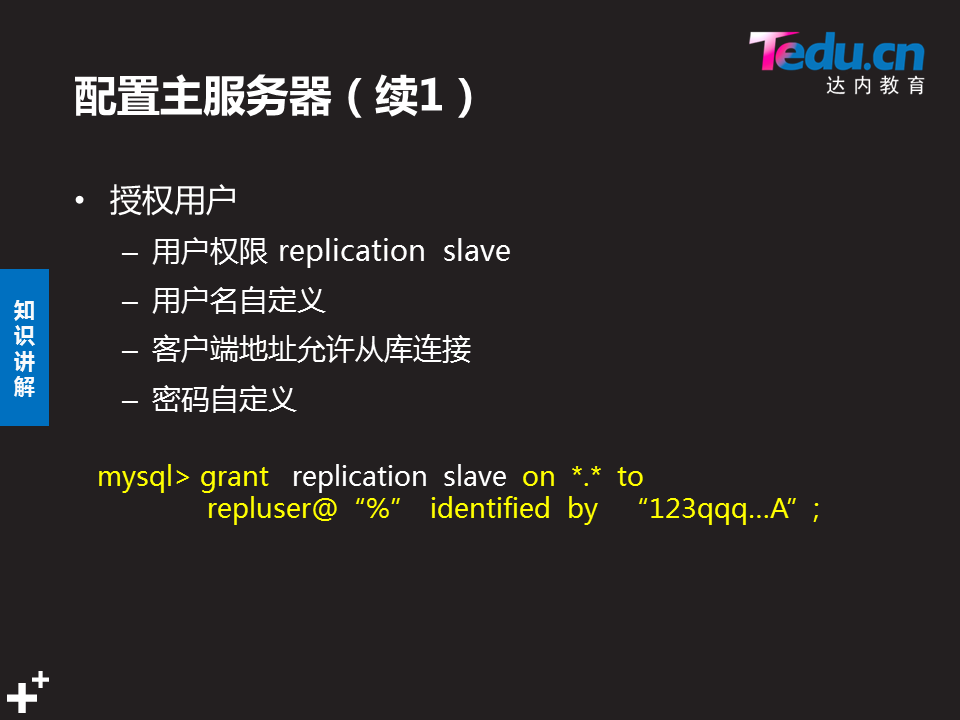 Tedu.cn
达内教育
配置主服务器（续1）
• 授权用户
– 用户权限 replication slave
– 用户名自定义
– 客户端地址允许从库连接
– 密码自定义
知识讲解
mysql> grant replication slave on *.* to
repluser@“%” identified by “123qqq…A”;